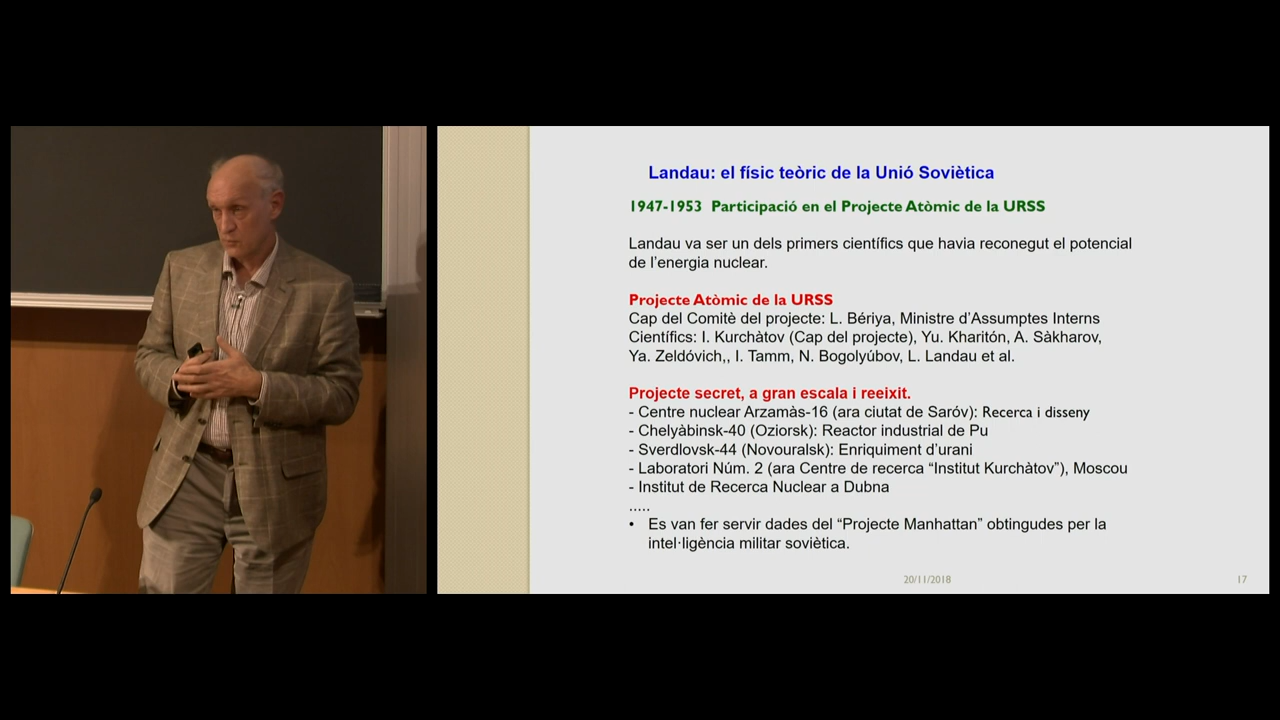 Landau: el físic teòric de la Unió Soviètica
1947-1953 Participació en el Projecte Atòmic de la URSS
Landau va ser un dels primers científics que havia reconegut el potencial
de l’energia nuclear.
Projecte Atòmic de la URSS
Cap del Comitè del projecte: L. Bériya, Ministre d’Assumptes Interns
Científics: I. Kurchàtov (Cap del projecte), Yu. Kharitón, A. Sàkharov,
Ya. Zeldóvich,, I. Tamm, N. Bogolyúbov, L. Landau et al.
Projecte secret, a gran escala i reeixit.
- Centre nuclear Arzamàs-16 (ara ciutat de Saróv): Recerca i disseny
- Chelyàbinsk-40 (Oziorsk): Reactor industrial de Pu
- Sverdlovsk-44 (Novouralsk): Enriquiment d’urani
- Laboratori Núm. 2 (ara Centre de recerca “Institut Kurchàtov”), Moscou
- Institut de Recerca Nuclear a Dubna
.....
• Es van fer servir dades del “Projecte Manhattan” obtingudes per la
intel·ligència militar soviètica.
20/11/2018 17